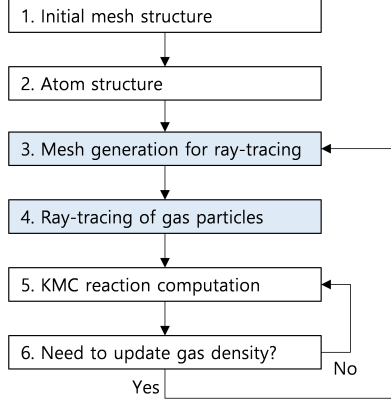 1. Initial mesh structure
2. Atom structure
3. Mesh generation for ray-tracing
4. Ray-tracing of gas particles
5. KMC reaction computation
6. Need to update gas density?
No
Yes